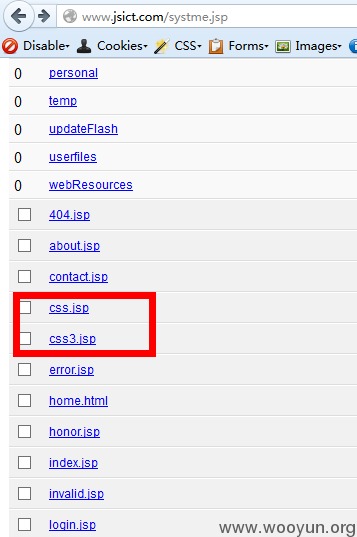 www.jsict.com/systme.jsp
Disable▾ Cookies▾ CSS▾ Forms▾ Images▾
0 personal
0 temp
0 updateFlash
0 userfiles
0 webResources
404.jsp
about.jsp
contact.jsp
css.jsp
css3.jsp
error.jsp
home.html
honor.jsp
index.jsp
invalid.jsp
login.jsp
www.wooyun.org